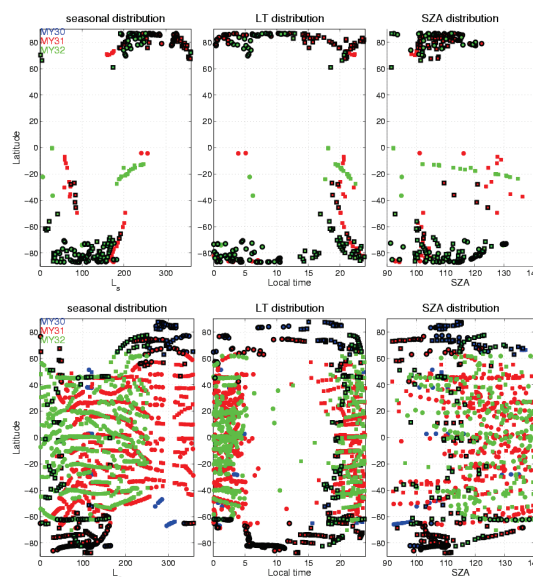 seasonal distribution LT distribution SZA distribution
MY30
MY31
MY32
80
60
40
20
0
-20
-40
-60
-80
Latitude
0 100 200 300
0 5 10 15 20
90 100 110 120 130 140
Ls Local time SZA
seasonal distribution LT distribution SZA distribution
MY30
MY31
MY32
80
60
40
20
0
-20
-40
-60
-80
Latitude
0 100 200 300
0 5 10 15 20
90 100 110 120 130 140
L Local time SZA